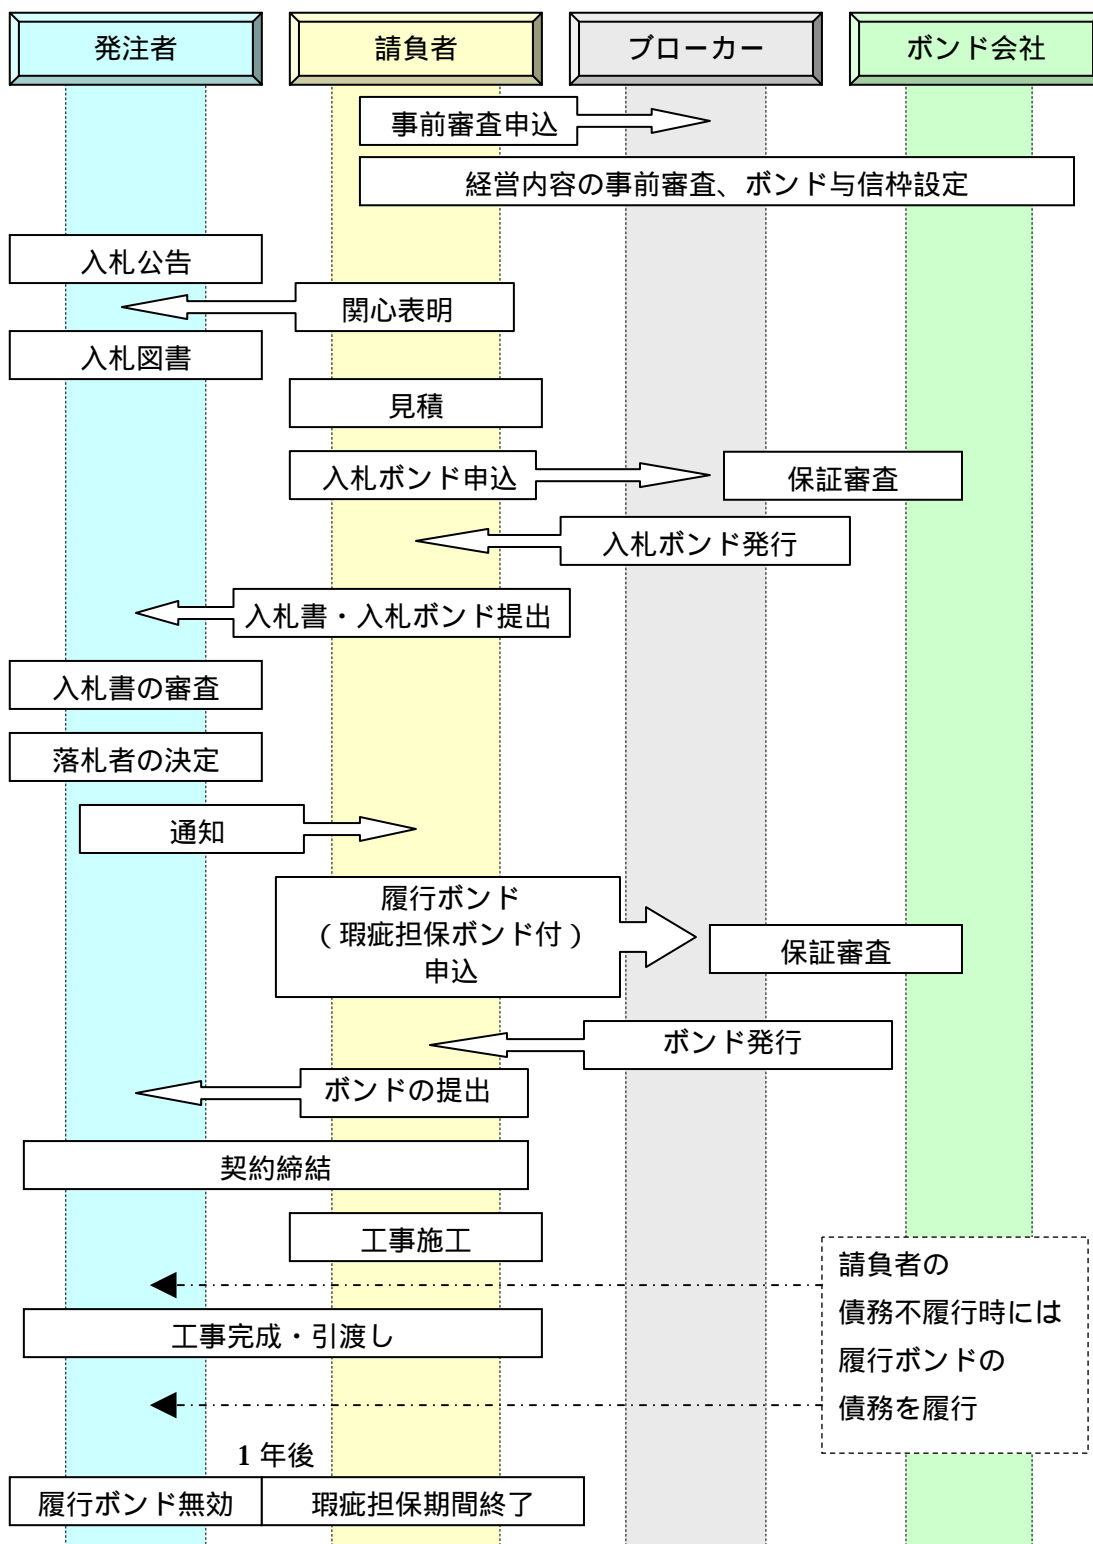 発注者
請負者
ブローカー
ボンド会社
事前審査申込
経営内容の事前審査、ボンド与信枠設定
入札公告
関心表明
入札図書
見積
入札ボンド申込
保証審査
入札ボンド発行
入札書・入札ボンド提出
入札書の審査
落札者の決定
通知
履行ボンド
（瑕疵担保ボンド付）
申込
保証審査
ボンド発行
ボンドの提出
契約締結
工事施工
請負者の
債務不履行時には
履行ボンドの
債務を履行
工事完成・引渡し
1 年後
履行ボンド無効
瑕疵担保期間終了